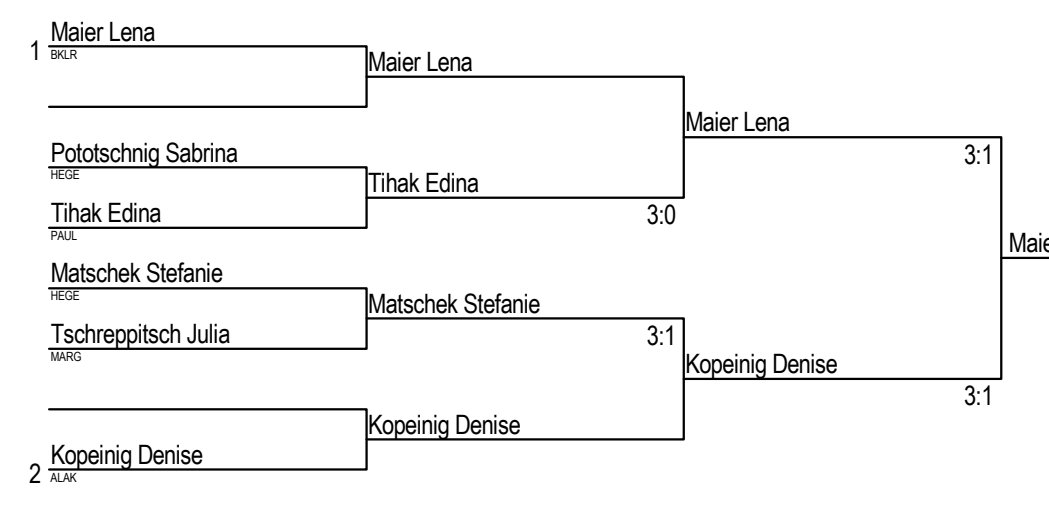 Maier Lena
1
BKLR
Maier Lena
Maier Lena
3:1
Pototschnig Sabrina
HEGE
Tihak Edina
3:0
Tihak Edina
PAUL
Matschek Stefanie
HEGE
Matschek Stefanie
3:1
Tschreppitsch Julia
MARG
Kopeinig Denise
3:1
Kopeinig Denise
Kopeinig Denise
2
ALAK